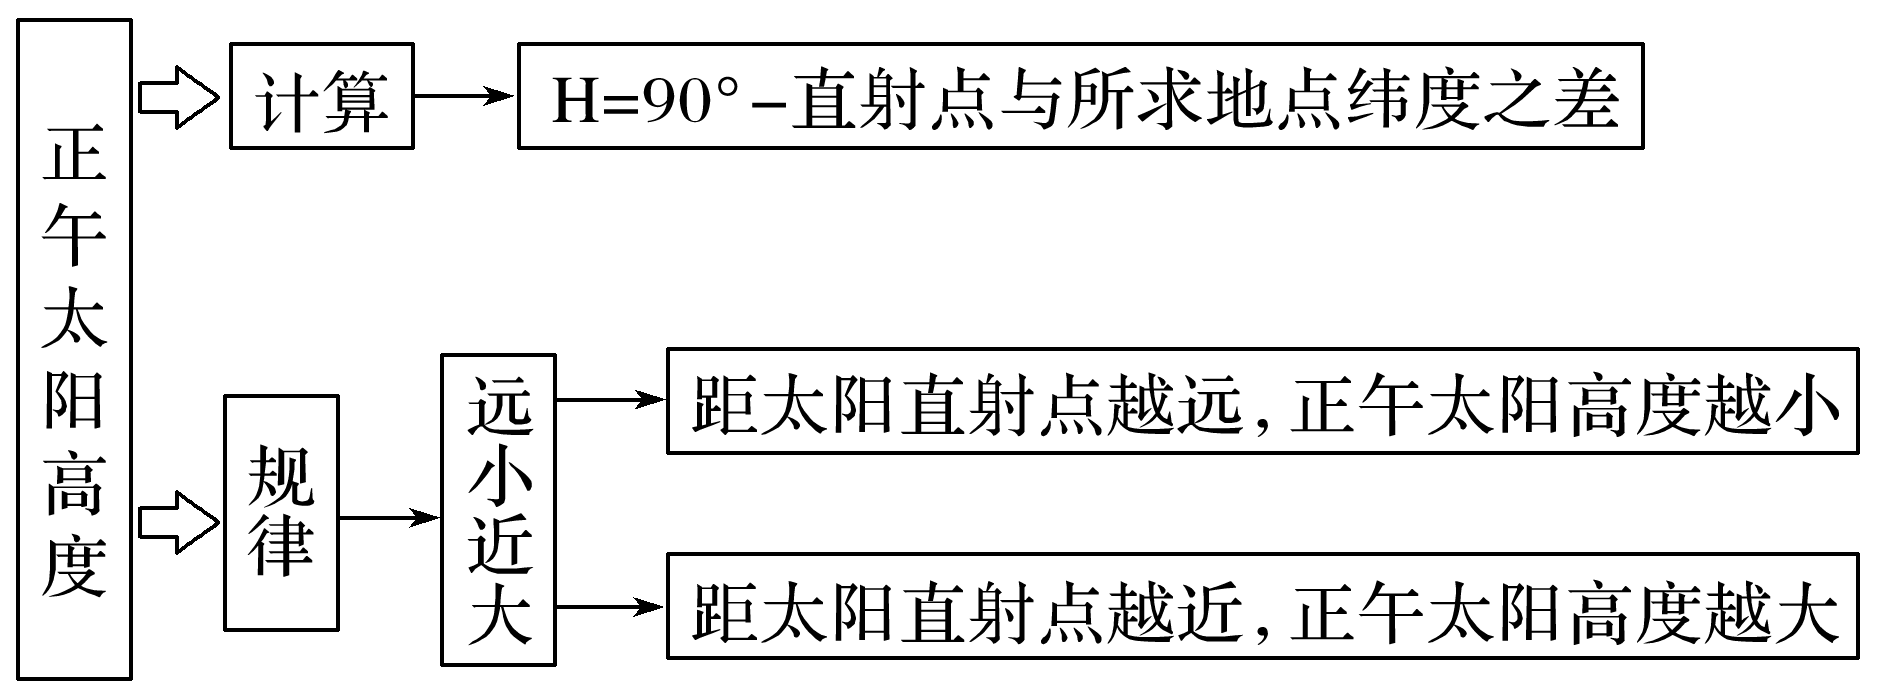 正午太阳高度
计算
H=90°-直射点与所求地点纬度之差
规律
远小近大
距太阳直射点越远,正午太阳高度越小
距太阳直射点越近,正午太阳高度越大